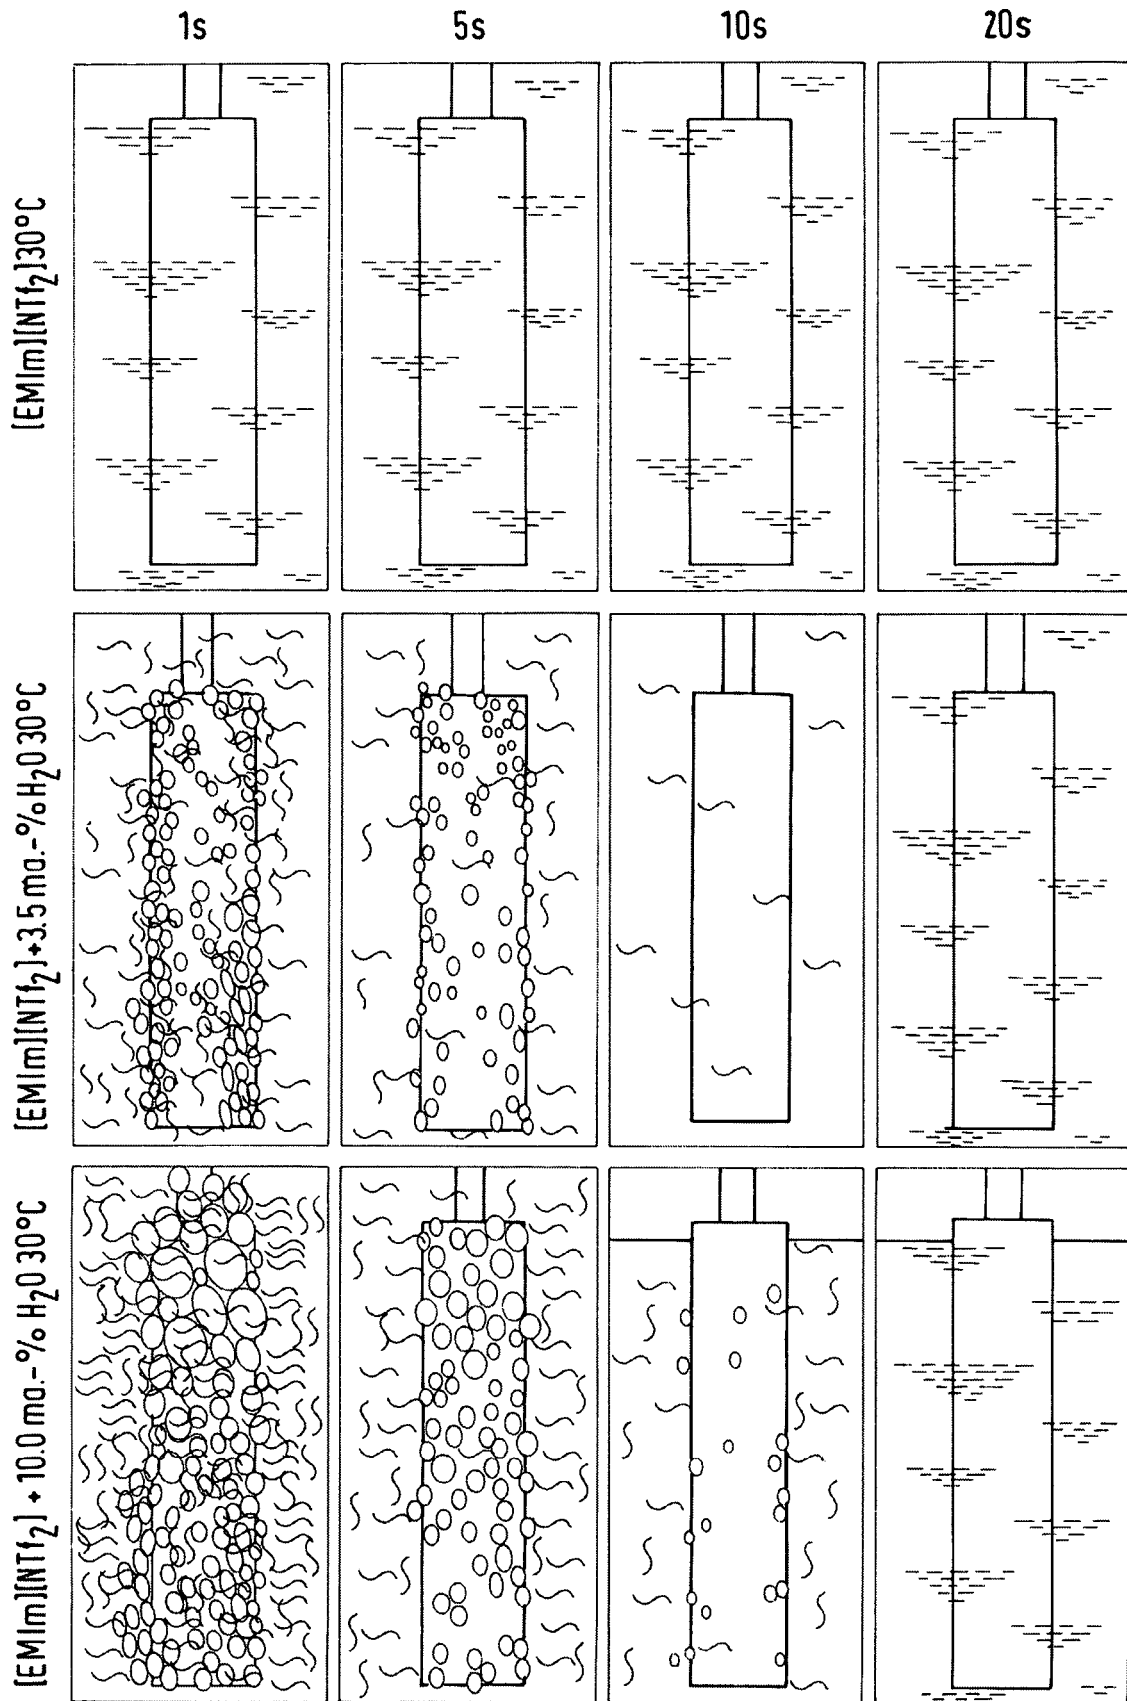 1s 5s 10s 20s
[EMIm][NTf2]30°C
[EMIm][NTf2]+3.5 ma.-%H2O 30°C
[EMIm][NTf2] + 10.0 ma.-% H2O 30°C